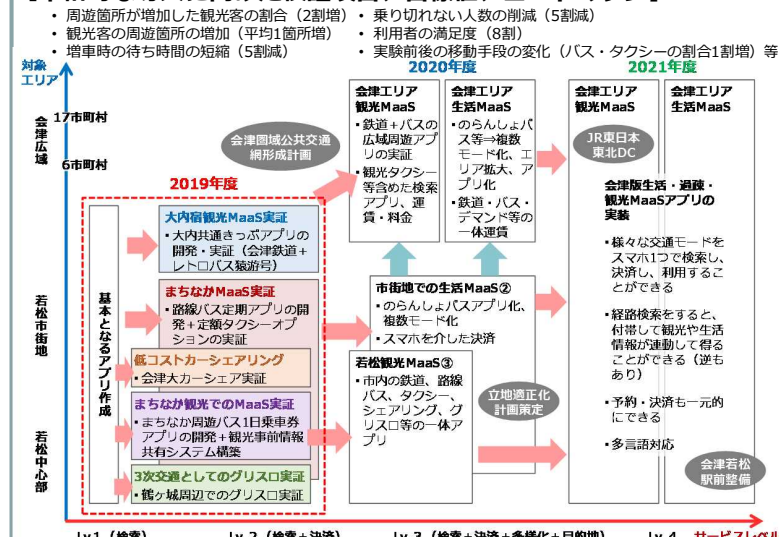 ・ 周遊箇所が増加した観光客の割合（2割増）
・ 観光客の周遊箇所の増加（平均1箇所増）
・ 増車時の待ち時間の短縮（5割減）
・ 乗り切れない人数の削減（5割減）
・ 利用者の満足度（8割）
・ 実験前後の移動手段の変化（バス・タクシーの割合1割増）等
対象
エリア
2020年度
2021年度
会津広域
17市町村
6市町村
若松市街地
若松中心部
会津圏域公共交通
網形成計画
2019年度
基本となるアプリ作成
大内宿観光MaaS実証
・大内共通きっぷアプリの
開発・実証（会津鉄道＋
レトロバス猿遊号）
まちなかMaaS実証
・路線バス定期アプリの開
発＋定額タクシーオプ
ションの実証
低コストカーシェアリング
・会津大カーシェア実証
まちなか観光でのMaaS実証
・まちなか周遊バス1日乗車券
アプリの開発＋観光事前情報
共有システム構築
3次交通としてのグリスロ実証
・鶴ヶ城周辺でのグリスロ実証
会津エリア
観光MaaS
・鉄道＋バスの
広域周遊アプ
リの実証
・観光タクシー
等含めた検索
アプリ、運
賃・料金
会津エリア
生活MaaS
・のらんしょバ
ス等⇒複数
モード化、エ
リア拡大、ア
プリ化
・鉄道・バス・
デマンド等の
一体運賃
市街地での生活MaaS②
・のらんしょバスアプリ化、
複数モード化
・スマホを介した決済
若松観光MaaS③
・市内の鉄道、路線
バス、タクシー、
シェアリング、グ
リスロ等の一体ア
プリ
立地適正化
計画策定
会津エリア
観光MaaS
会津エリア
生活MaaS
JR東日本
東北DC
会津版生活・過疎・
観光MaaSアプリの
実装
・様々な交通モードを
スマホ1つで検索し、
決済し、利用するこ
とができる
・経路検索をすると、
付帯して観光や生活
情報が連動して得る
ことができる（逆も
あり）
・予約・決済も一元的
にできる
・多言語対応
会津若松
駅前整備
Lv1（検索）
Lv 2（検索＋決済）
Lv 3（検索＋決済＋多様化＋目的地）
Lv 4
サービスレベル